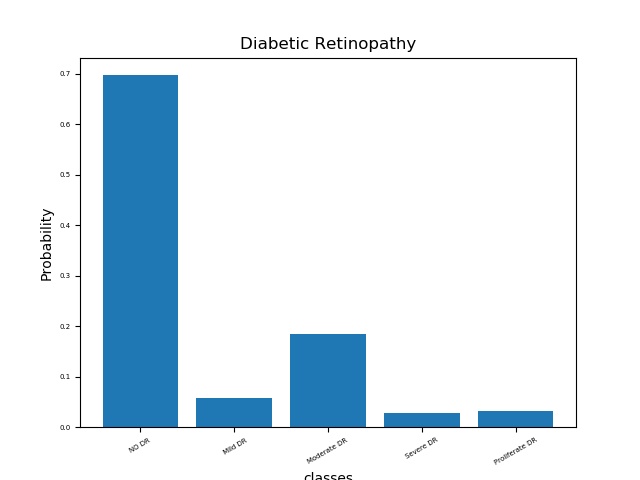 Diabetic Retinopathy
Probability
0.7
0.6
0.5
0.4
0.3
0.2
0.1
0.0
NO DR
Mild DR
Moderate DR
Severe DR
Proliferate DR
classes